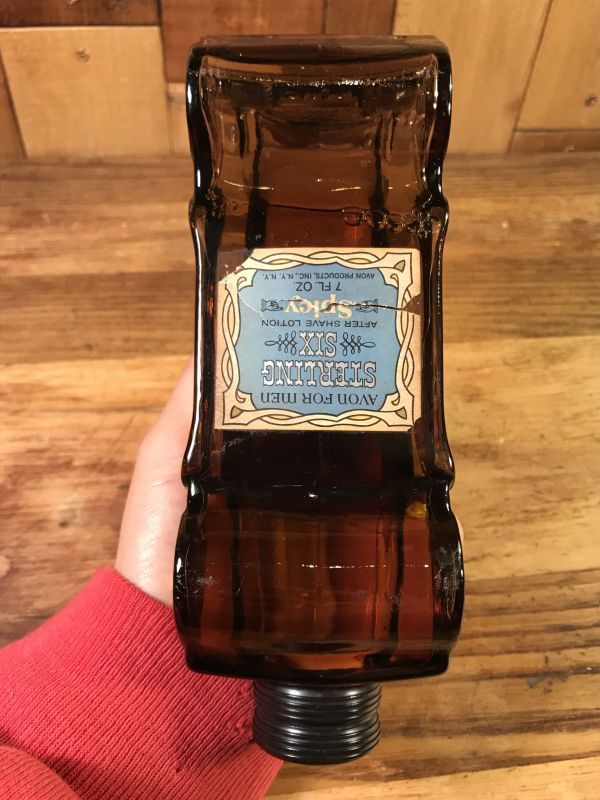 AVON FOR MEN
STERLING
SIX
AFTER SHAVE LOTION
Spicy
7 FL. OZ.
AVON PRODUCTS, INC., N.Y. N.Y.